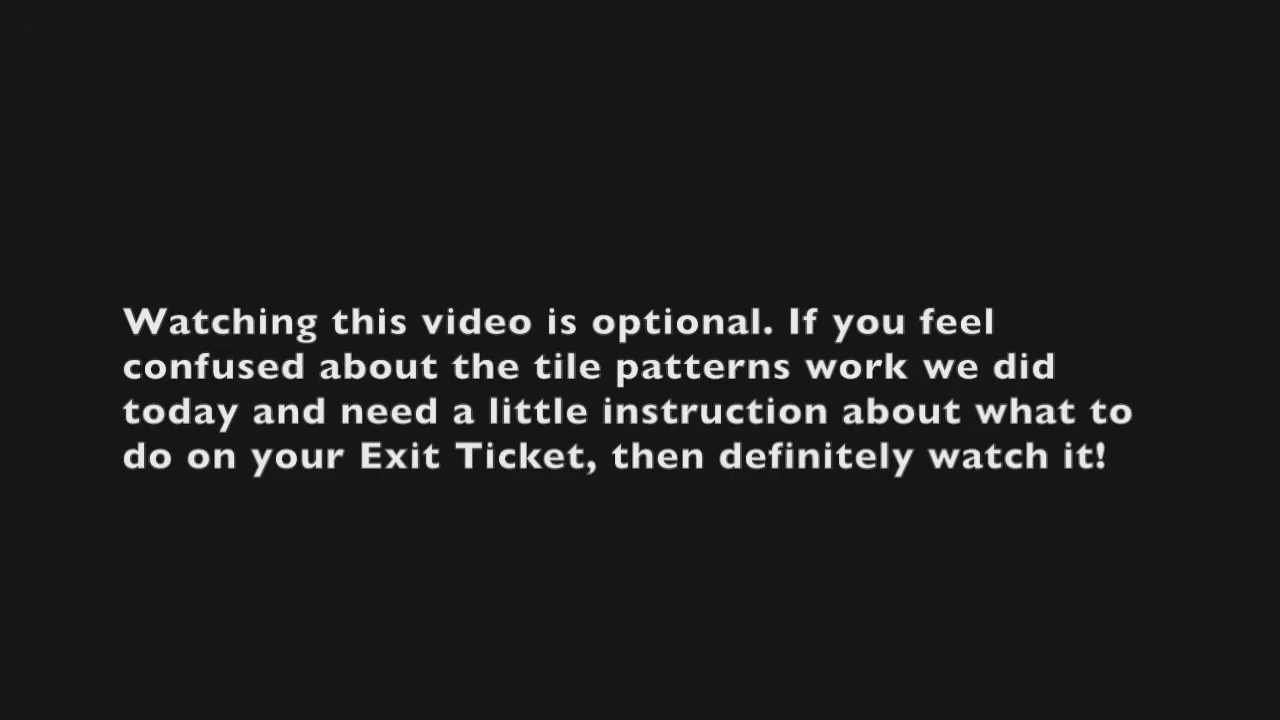 Watching this video is optional. If you feel
confused about the tile patterns work we did
today and need a little instruction about what to
do on your Exit Ticket, then definitely watch it!